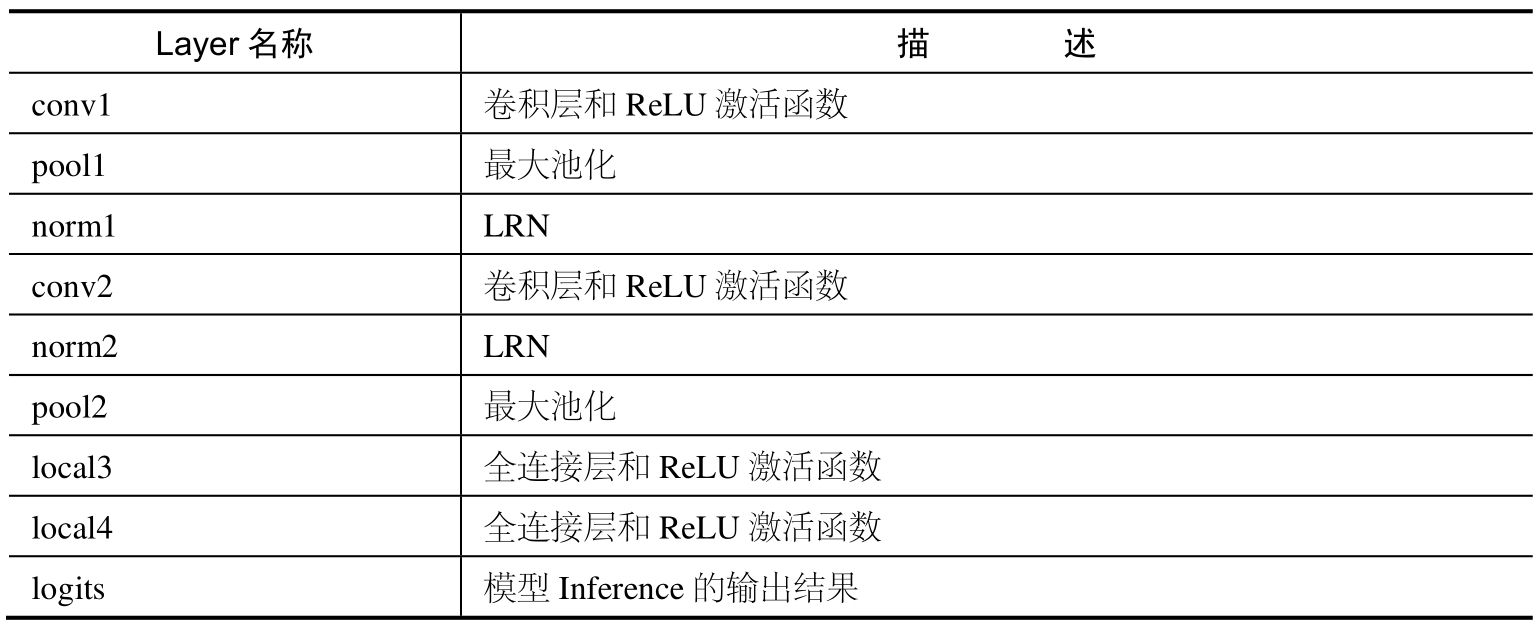 Layer 名称 描 述
conv1 卷积层和 ReLU 激活函数
pool1 最大池化
norm1 LRN
conv2 卷积层和 ReLU 激活函数
norm2 LRN
pool2 最大池化
local3 全连接层和 ReLU 激活函数
local4 全连接层和 ReLU 激活函数
logits 模型 Inference 的输出结果